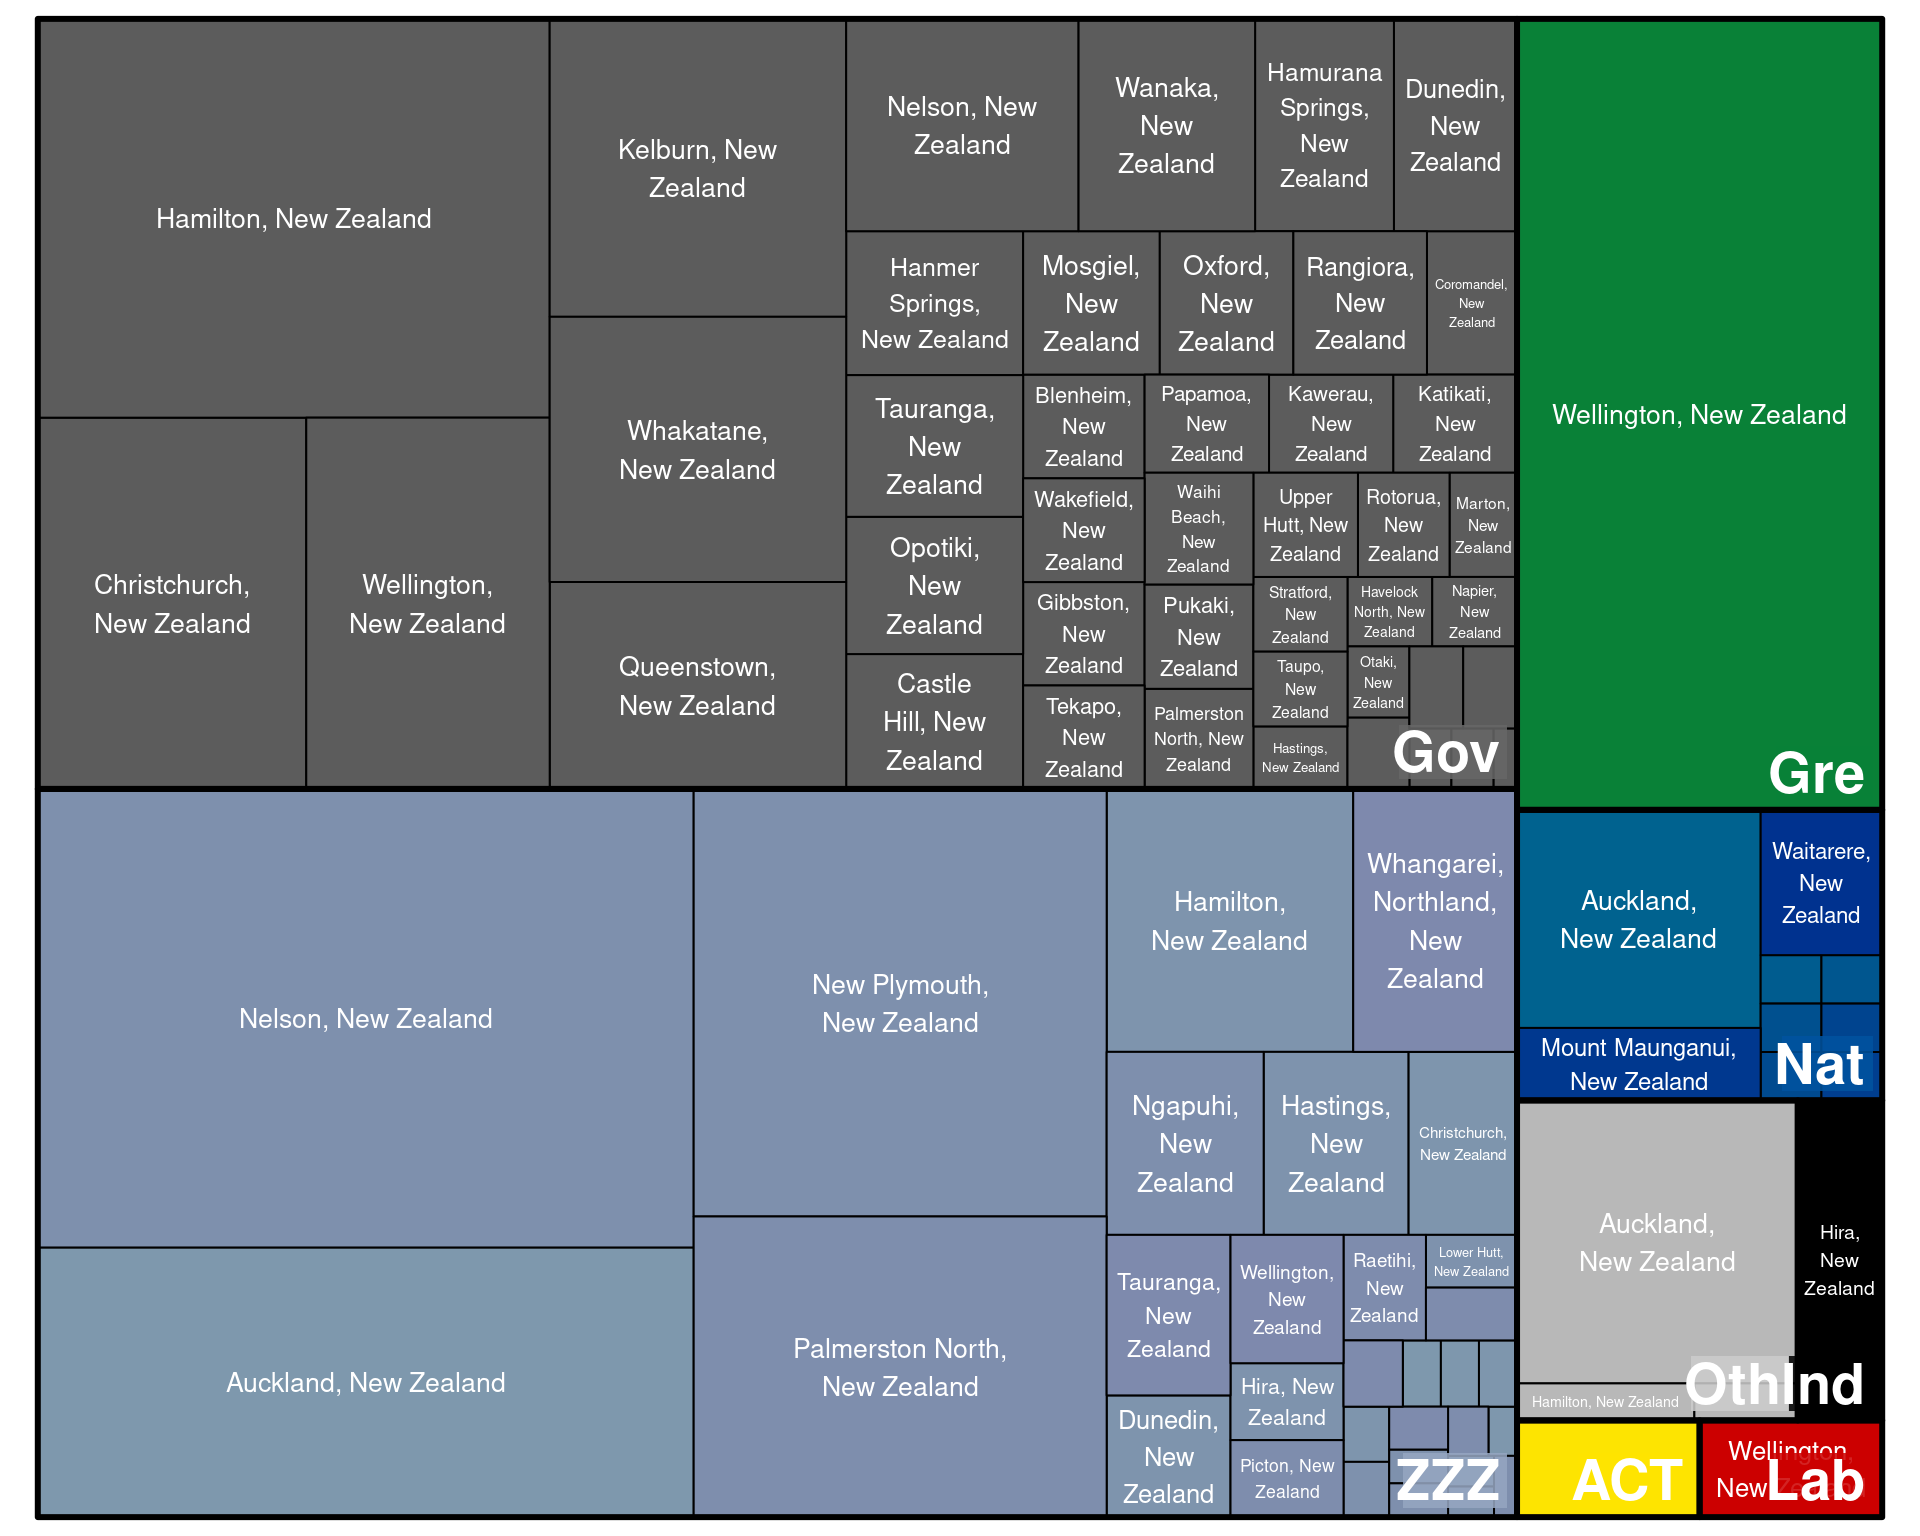 Hamilton, New Zealand
Christchurch,
New Zealand
Wellington,
New Zealand
Kelburn, New
Zealand
Whakatane,
New Zealand
Queenstown,
New Zealand
Nelson, New
Zealand
Wanaka,
New
Zealand
Hamurana
Springs,
New
Zealand
Dunedin,
New
Zealand
Hanmer
Springs,
New Zealand
Mosgiel,
New
Zealand
Oxford,
New
Zealand
Rangiora,
New
Zealand
Coromandel,
New
Zealand
Tauranga,
New
Zealand
Opotiki,
New
Zealand
Castle
Hill, New
Zealand
Blenheim,
New
Zealand
Wakefield,
New
Zealand
Gibbston,
New
Zealand
Tekapo,
New
Zealand
Papamoa,
New
Zealand
Kawerau,
New
Zealand
Katikati,
New
Zealand
Waihi
Beach,
New
Zealand
Pukaki,
New
Zealand
Palmerston
North, New
Zealand
Upper
Hutt, New
Zealand
Rotorua,
New
Zealand
Marton,
New
Zealand
Stratford,
New
Zealand
Taupo,
New
Zealand
Hastings,
New Zealand
Havelock
North, New
Zealand
Napier,
New
Zealand
Otaki,
New
Zealand
Gov
Wellington, New Zealand
Gre
Nelson, New Zealand
Auckland, New Zealand
New Plymouth,
New Zealand
Palmerston North,
New Zealand
Hamilton,
New Zealand
Whangarei,
Northland,
New
Zealand
Ngapuhi,
New
Zealand
Hastings,
New
Zealand
Christchurch,
New Zealand
Tauranga,
New
Zealand
Dunedin,
New
Zealand
Wellington,
New
Zealand
Hira, New
Zealand
Picton, New
Zealand
Raetihi,
New
Zealand
Lower Hutt,
New Zealand
ZZZ
Auckland,
New Zealand
Mount Maunganui,
New Zealand
Waitarere,
New
Zealand
Nat
Auckland,
New Zealand
Hamilton, New Zealand
Oth
Hira,
New
Zealand
Ind
ACT
Wellington,
New Zealand
Lab